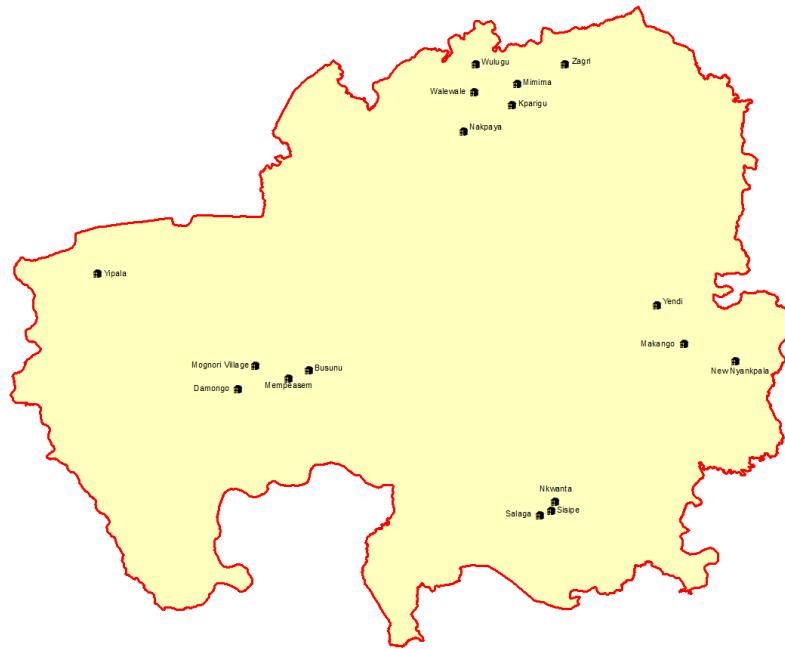 Wulugu
Zagri
Mimima
Walewale
Kparigu
Nakpaya
Yipala
Yendi
Makango
New Nyankpala
Mognori Village
Busunu
Mempeasem
Damongo
Nkwanta
Sisipe
Salaga